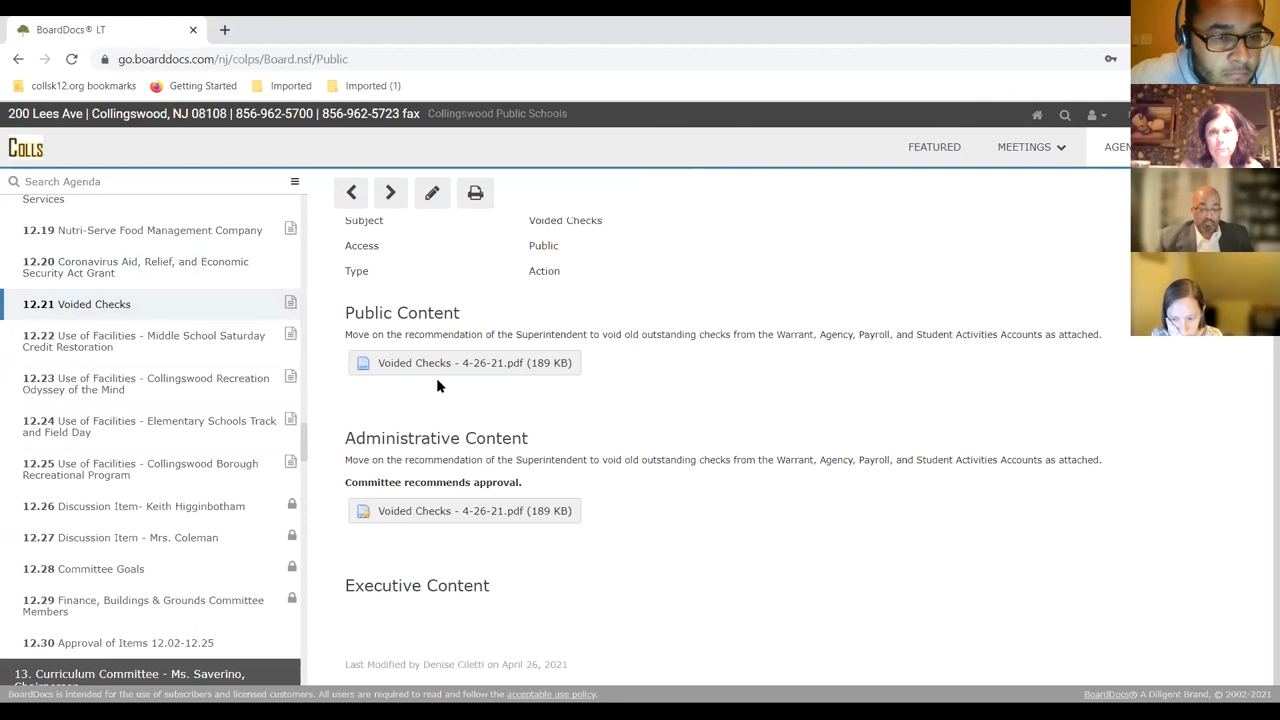 BoardDocs® LT
go.boarddocs.com/nj/colps/Board.nsf/Public
collsk12.org bookmarks
Getting Started
Imported
Imported (1)
200 Lees Ave | Collingswood, NJ 08108 | 856-962-5700 | 856-962-5723 fax
Collingswood Public Schools
COLLS
FEATURED
MEETINGS
AGEN
Search Agenda
Services
12.19 Nutri-Serve Food Management Company
12.20 Coronavirus Aid, Relief, and Economic
Security Act Grant
12.21 Voided Checks
12.22 Use of Facilities - Middle School Saturday
Credit Restoration
12.23 Use of Facilities - Collingswood Recreation
Odyssey of the Mind
12.24 Use of Facilities - Elementary Schools Track
and Field Day
12.25 Use of Facilities - Collingswood Borough
Recreational Program
12.26 Discussion Item- Keith Higginbotham
12.27 Discussion Item - Mrs. Coleman
12.28 Committee Goals
12.29 Finance, Buildings & Grounds Committee
Members
12.30 Approval of Items 12.02-12.25
13. Curriculum Committee - Ms. Saverino,
Chairperson
Subject Voided Checks
Access Public
Type Action
Public Content
Move on the recommendation of the Superintendent to void old outstanding checks from the Warrant, Agency, Payroll, and Student Activities Accounts as attached.
Voided Checks - 4-26-21.pdf (189 KB)
Administrative Content
Move on the recommendation of the Superintendent to void old outstanding checks from the Warrant, Agency, Payroll, and Student Activities Accounts as attached.
Committee recommends approval.
Voided Checks - 4-26-21.pdf (189 KB)
Executive Content
Last Modified by Denise Ciletti on April 26, 2021
BoardDocs is intended for the use of subscribers and licensed customers. All users are required to read and follow the acceptable use policy.
BoardDocs® A Diligent Brand, © 2002-2021